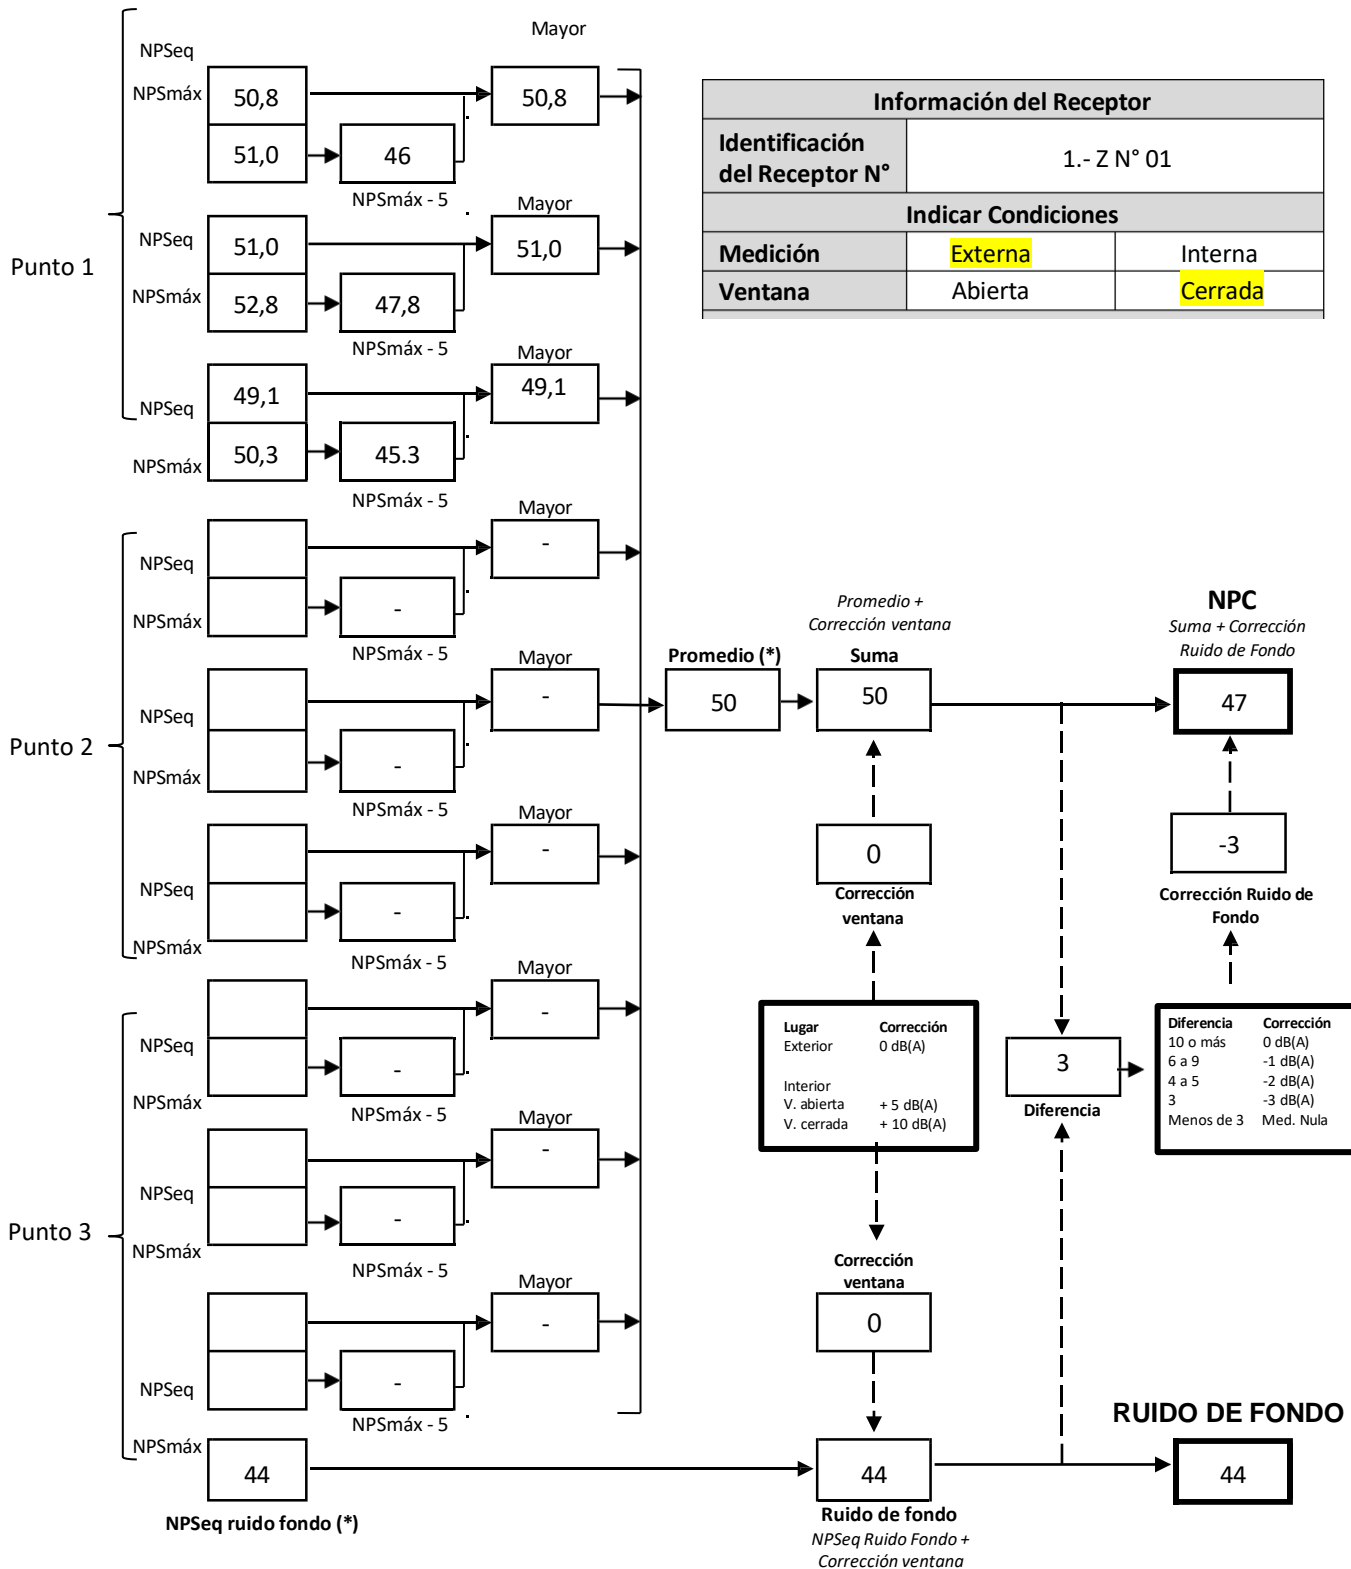 Mayor
NPSeq
NPSmáx
50,8
50,8
51,0
46
NPSmáx - 5
Mayor
NPSeq
51,0
51,0
Punto 1
NPSmáx
52,8
47,8
NPSmáx - 5
Mayor
49,1
49,1
NPSeq
NPSmáx
50,3
45.3
NPSmáx - 5
Información del Receptor
Identificación
del Receptor N°
1.- Z N° 01
Indicar Condiciones
Medición Externa Interna
Ventana Abierta Cerrada
Mayor
-
NPSeq
-
NPSmáx
NPSmáx - 5
Mayor
-
NPSeq
Punto 2
-
NPSmáx
NPSmáx - 5
Mayor
-
NPSeq
-
NPSmáx
NPSmáx - 5
Mayor
-
NPSeq
-
NPSmáx
NPSmáx - 5
Mayor
-
NPSeq
-
Punto 3
NPSmáx
NPSmáx - 5
Mayor
-
NPSeq
-
NPSmáx - 5
NPSmáx
44
NPSeq ruido fondo (*)
Promedio (*)
50
Promedio +
Corrección ventana
Suma
50
0
Corrección
ventana
Lugar Corrección
Exterior 0 dB(A)
Interior
V. abierta + 5 dB(A)
V. cerrada + 10 dB(A)
Corrección
ventana
0
44
Ruido de fondo
NPSeq Ruido Fondo +
Corrección ventana
3
Diferencia
NPC
Suma + Corrección
Ruido de Fondo
47
-3
Corrección Ruido de
Fondo
Diferencia Corrección
10 o más 0 dB(A)
6 a 9 -1 dB(A)
4 a 5 -2 dB(A)
3 -3 dB(A)
Menos de 3 Med. Nula
RUIDO DE FONDO
44